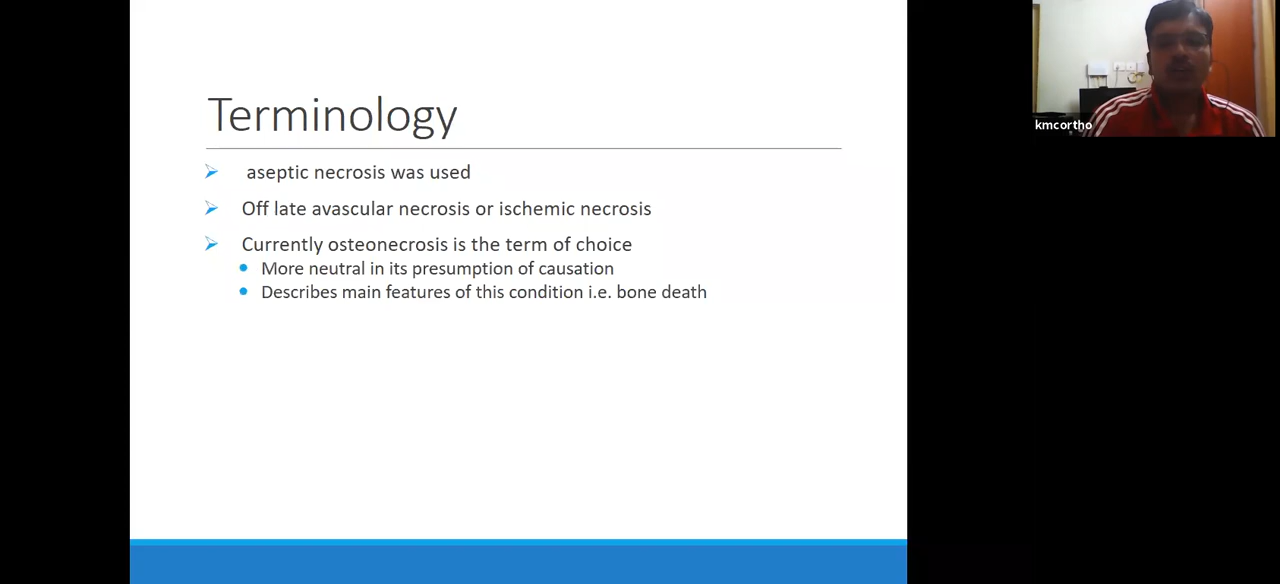 Terminology
aseptic necrosis was used
Off late avascular necrosis or ischemic necrosis
Currently osteonecrosis is the term of choice
More neutral in its presumption of causation
Describes main features of this condition i.e. bone death
kmcortho